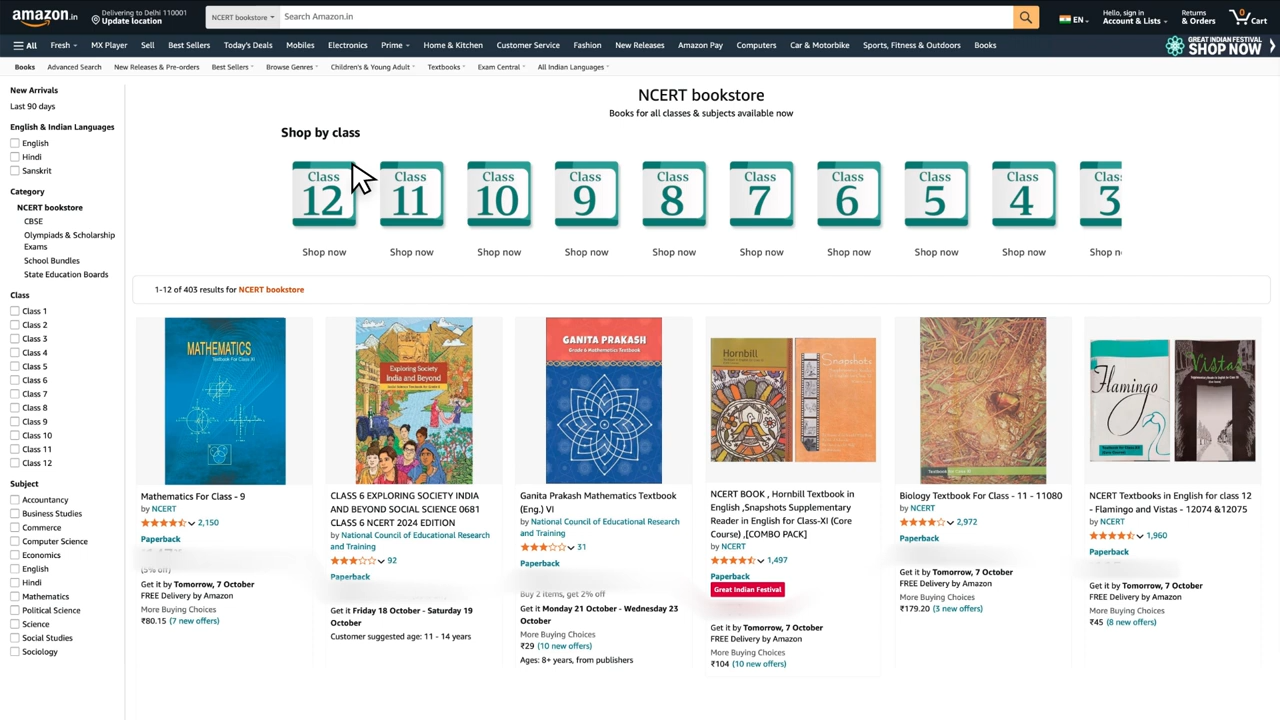 amazon.in
Delivering to Delhi 110001
Update location
NCERT bookstore
Search Amazon.in
EN
Hello, sign in
Account & Lists
Returns
& Orders
0
Cart
All Fresh MX Player Sell Best Sellers Today's Deals Mobiles Electronics Prime Home & Kitchen Customer Service Fashion New Releases Amazon Pay Computers Car & Motorbike Sports, Fitness & Outdoors Books
GREAT INDIAN FESTIVAL
SHOP NOW
Books Advanced Search New Releases & Pre-orders Best Sellers Browse Genres Children's & Young Adult Textbooks Exam Central All Indian Languages
New Arrivals
Last 90 days
English & Indian Languages
English
Hindi
Sanskrit
Category
NCERT bookstore
CBSE
Olympiads & Scholarship
Exams
School Bundles
State Education Boards
Class
Class 1
Class 2
Class 3
Class 4
Class 5
Class 6
Class 7
Class 8
Class 9
Class 10
Class 11
Class 12
Subject
Accountancy
Business Studies
Commerce
Computer Science
Economics
English
Hindi
Mathematics
Political Science
Science
Social Studies
Sociology
NCERT bookstore
Books for all classes & subjects available now
Shop by class
Class
12
Shop now
Class
11
Shop now
Class
10
Shop now
Class
9
Shop now
Class
8
Shop now
Class
7
Shop now
Class
6
Shop now
Class
5
Shop now
Class
4
Shop now
Class
3
Shop n
1-12 of 403 results for NCERT bookstore
MATHEMATICS
Textbook for Class XI
Mathematics For Class - 9
by NCERT
2,150
Paperback
(5% off)
Get it by Tomorrow, 7 October
FREE Delivery by Amazon
More Buying Choices
₹80.15 (7 new offers)
Exploring Society
India and Beyond
CLASS 6 EXPLORING SOCIETY INDIA
AND BEYOND SOCIAL SCIENCE 0681
CLASS 6 NCERT 2024 EDITION
by National Council of Educational Research
and Training
92
Paperback
Get it Friday 18 October - Saturday 19
October
Customer suggested age: 11 - 14 years
GANITA PRAKASH
Grade 6 Mathematics Textbook
Ganita Prakash Mathematics Textbook
(Eng.) VI
by National Council of Educational Research
and Training
31
Paperback
Buy 2 items, get 2% off
Get it Monday 21 October - Wednesday 23
October
More Buying Choices
₹29 (10 new offers)
Ages: 8+ years, from publishers
Hornbill
Snapshots
NCERT BOOK , Hornbill Textbook in
English ,Snapshots Supplementary
Reader in English for Class-XI (Core
Course) ,[COMBO PACK]
by NCERT
1,497
Paperback
Great Indian Festival
Get it by Tomorrow, 7 October
FREE Delivery by Amazon
More Buying Choices
₹104 (10 new offers)
Textbook for Class XI
Biology Textbook For Class - 11 - 11080
by NCERT
2,972
Paperback
Get it by Tomorrow, 7 October
FREE Delivery by Amazon
More Buying Choices
₹179.20 (3 new offers)
Flamingo
Vistas
NCERT Textbooks in English for class 12
- Flamingo and Vistas - 12074 &12075
by NCERT
1,960
Paperback
Get it by Tomorrow, 7 October
FREE Delivery by Amazon
More Buying Choices
₹45 (8 new offers)